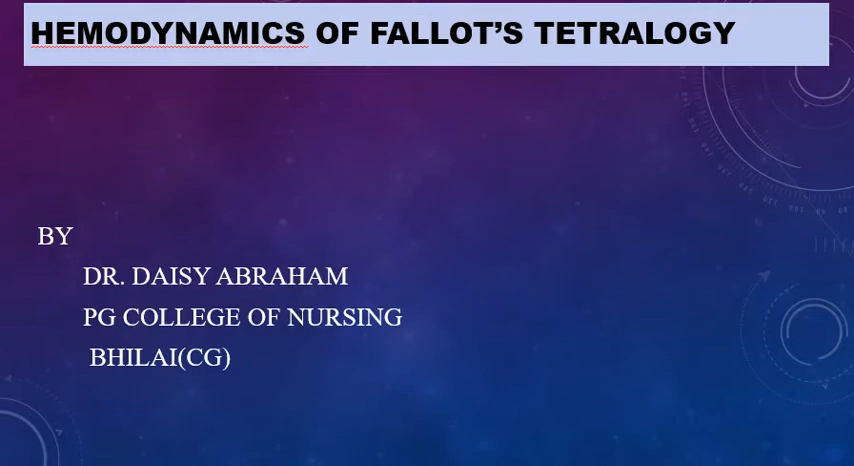 HEMODYNAMICS OF FALLOT’S TETRALOGY
BY
DR. DAISY ABRAHAM
PG COLLEGE OF NURSING
BHILAI(CG)